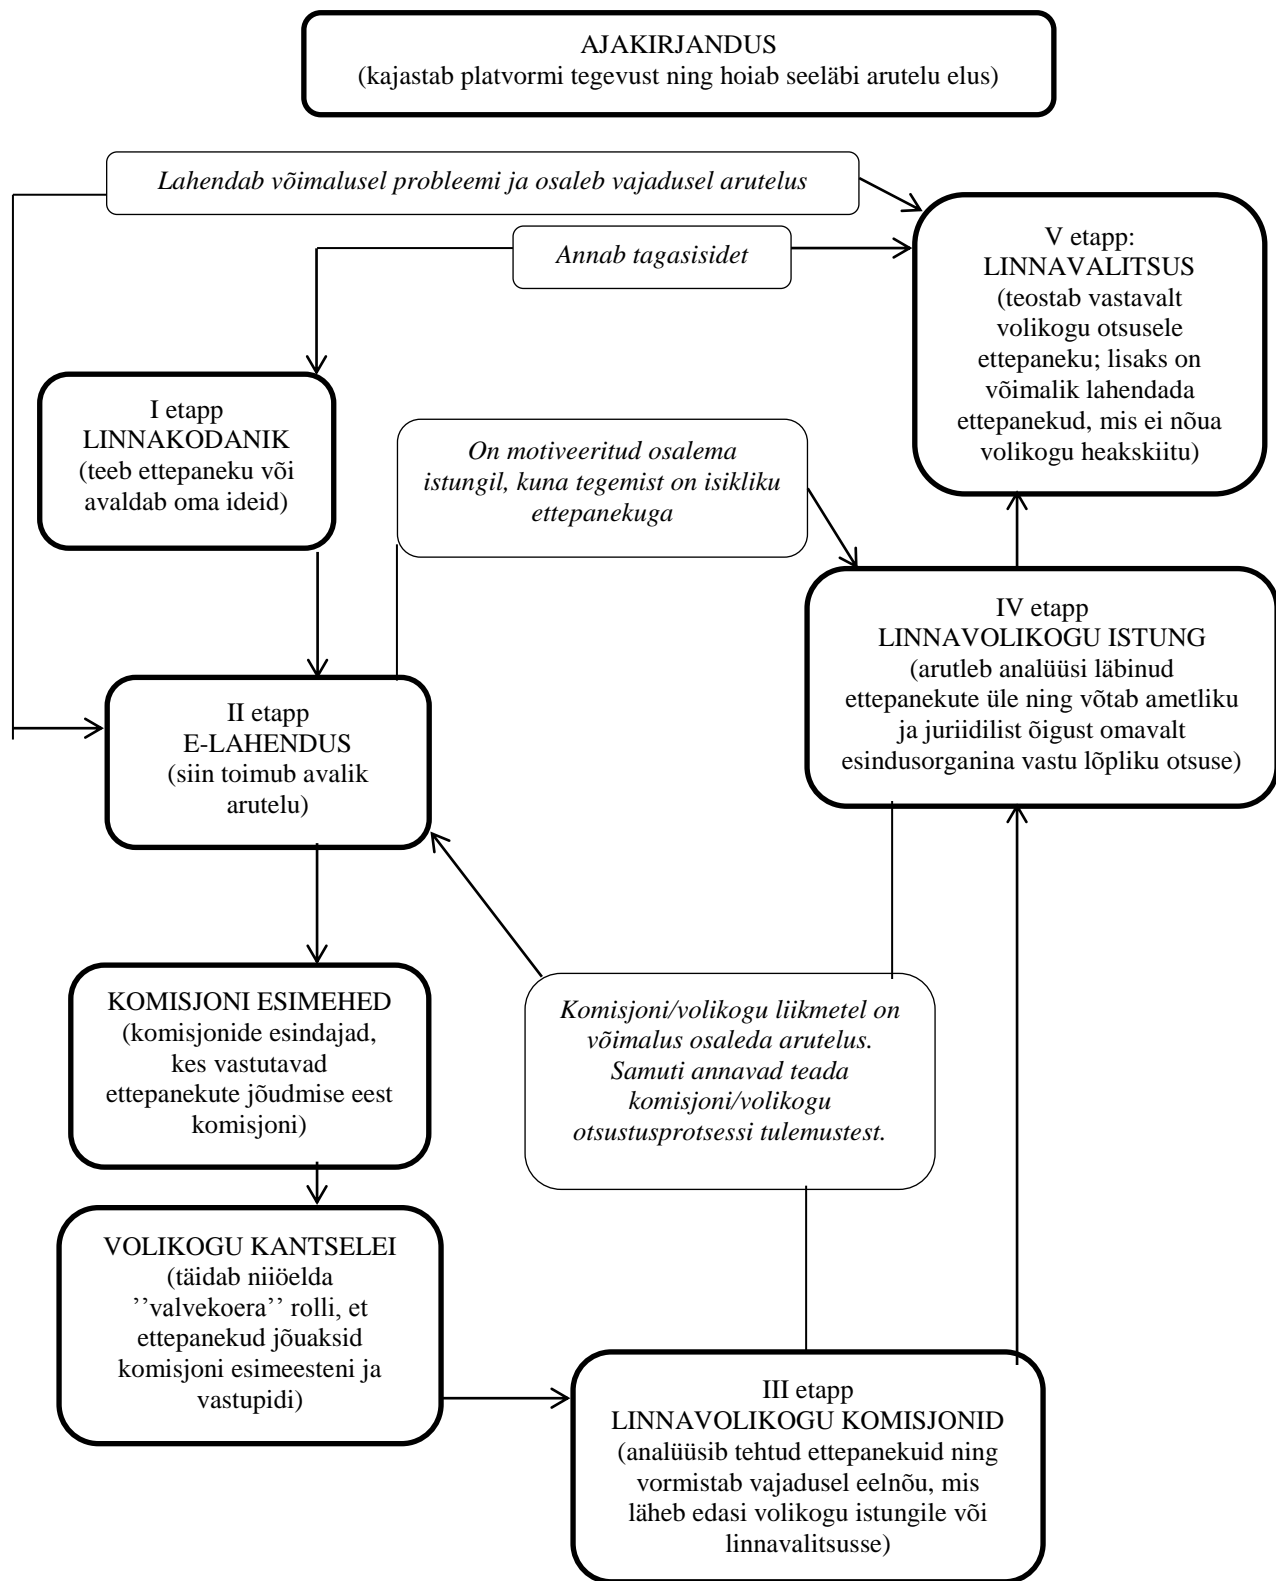 AJAKIRJANDUS
(kajastab platvormi tegevust ning hoiab seeläbi arutelu elus)
Lahendab võimalusel probleemi ja osaleb vajadusel arutelus
Annab tagasisidet
V etapp:
LINNAVALITSUS
(teostab vastavalt
volikogu otsusele
ettepaneku; lisaks on
võimalik lahendada
ettepanekud, mis ei nõua
volikogu heakskiitu)
I etapp
LINNAKODANIK
(teeb ettepaneku või
avaldab oma ideid)
On motiveeritud osalema
istungil, kuna tegemist on isikliku
ettepanekuga
IV etapp
LINNAVOLIKOGU ISTUNG
(arutleb analüüsi läbinud
ettepanekute üle ning võtab ametliku
ja juriidilist õigust omavalt
esindusorganina vastu lõpliku otsuse)
II etapp
E-LAHENDUS
(siin toimub avalik
arutelu)
KOMISJONI ESIMEHED
(komisjonide esindajad,
kes vastutavad
ettepanekute jõudmise eest
komisjoni)
Komisjoni/volikogu liikmetel on
võimalus osaleda arutelus.
Samuti annavad teada
komisjoni/volikogu
otsustusprotsessi tulemustest.
VOLIKOGU KANTSELEI
(täidab niiöelda
’’valvekoera’’ rolli, et
ettepanekud jõuaksid
komisjoni esimeesteni ja
vastupidi)
III etapp
LINNAVOLIKOGU KOMISJONID
(analüüsib tehtud ettepanekuid ning
vormistab vajadusel eelnõu, mis
läheb edasi volikogu istungile või
linnavalitsusse)